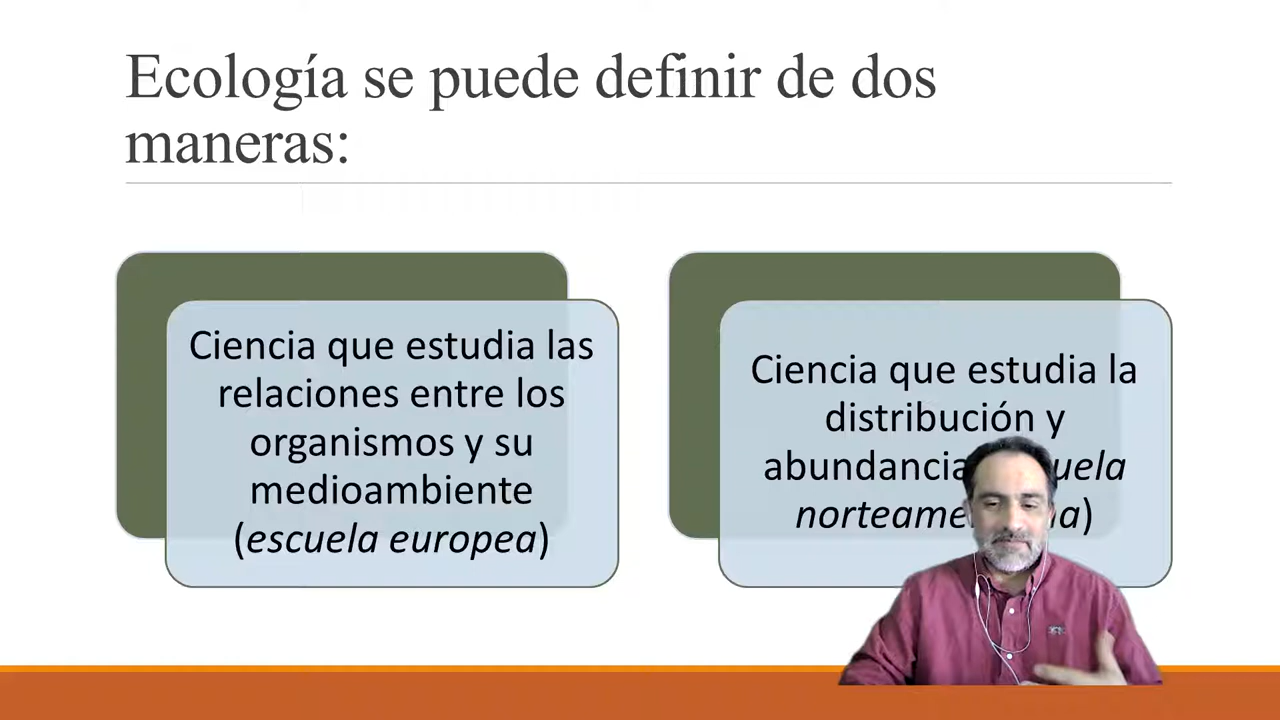 Ecología se puede definir de dos
maneras:
Ciencia que estudia las
relaciones entre los
organismos y su
medioambiente
(escuela europea)
Ciencia que estudia la
distribución y
abundancia